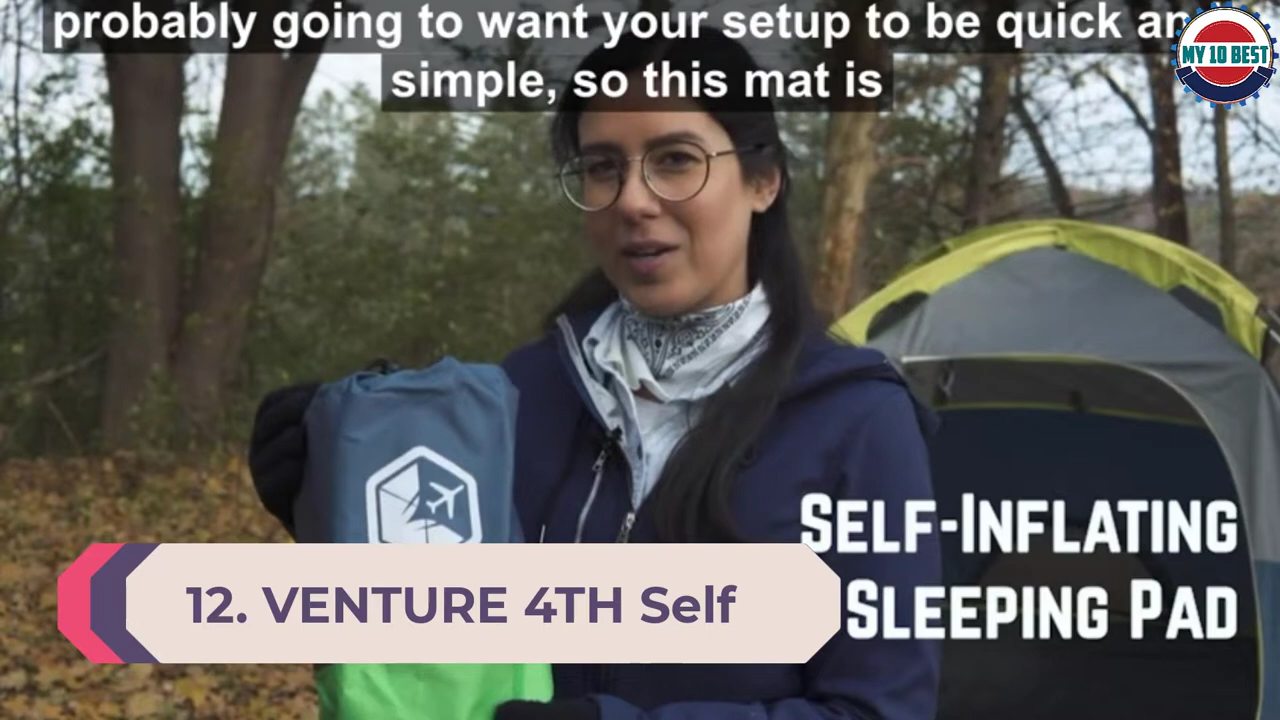 probably going to want your setup to be quick an
simple, so this mat is
MY 10 BEST
SELF-INFLATING
SLEEPING PAD
12. VENTURE 4TH Self